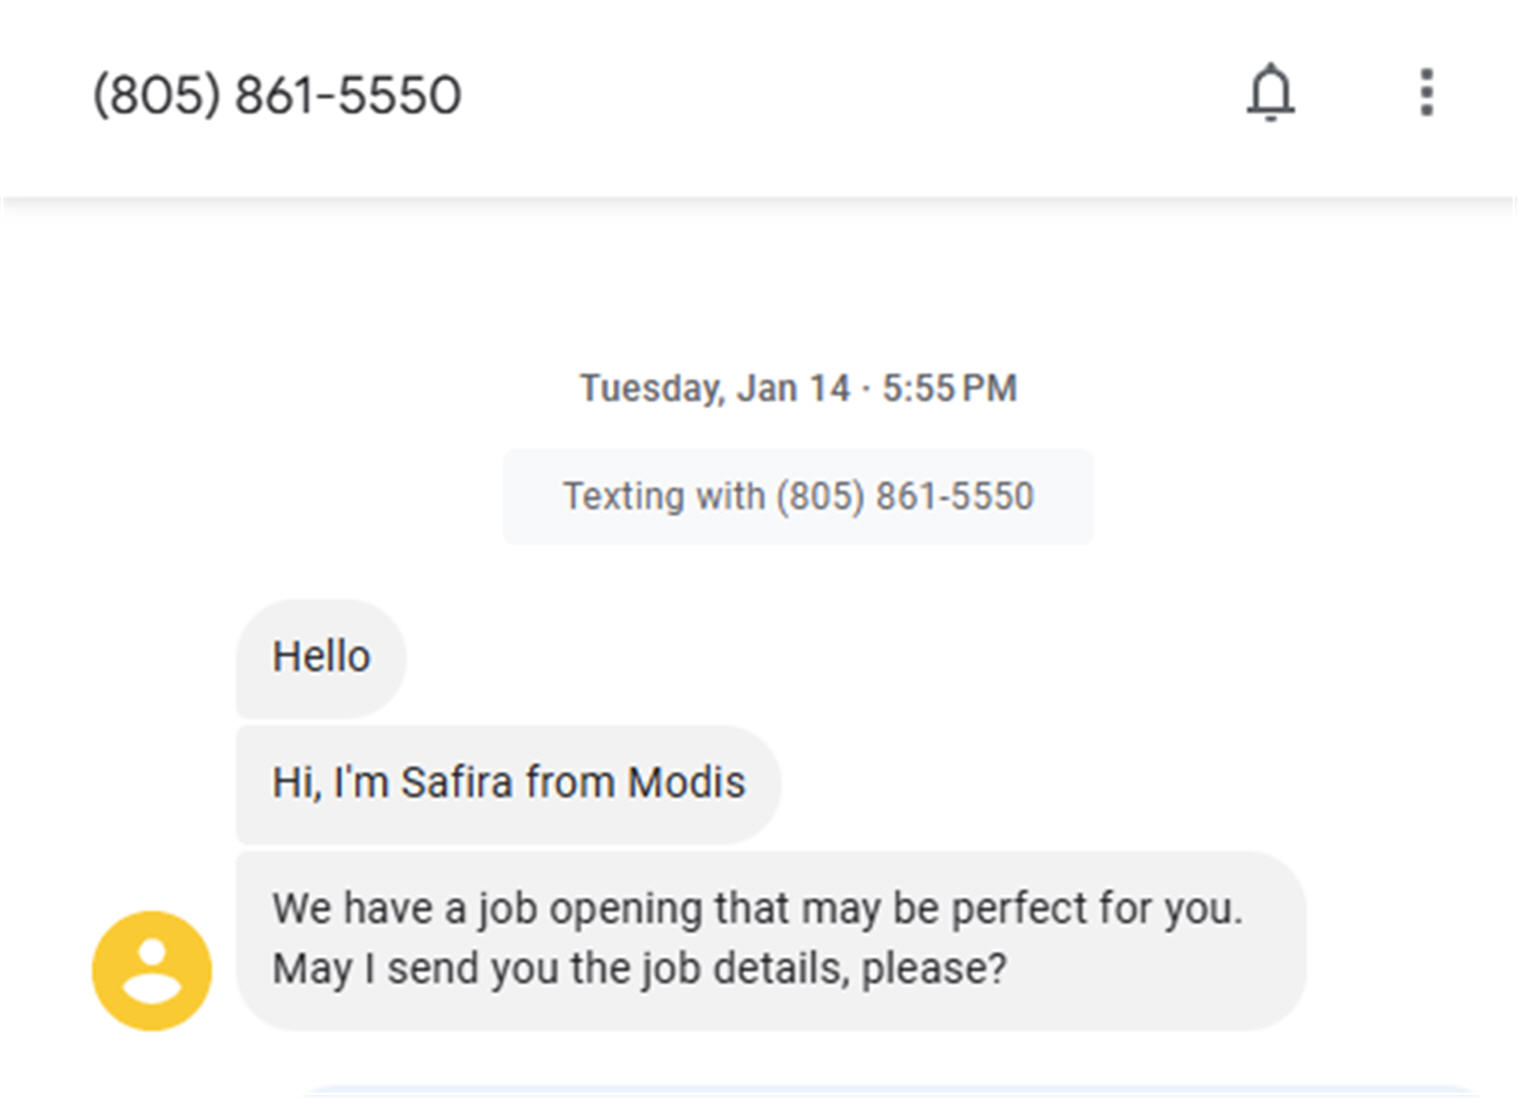 (805) 861-5550
Tuesday, Jan 14 · 5:55 PM
Texting with (805) 861-5550
Hello
Hi, I'm Safira from Modis
We have a job opening that may be perfect for you.
May I send you the job details, please?